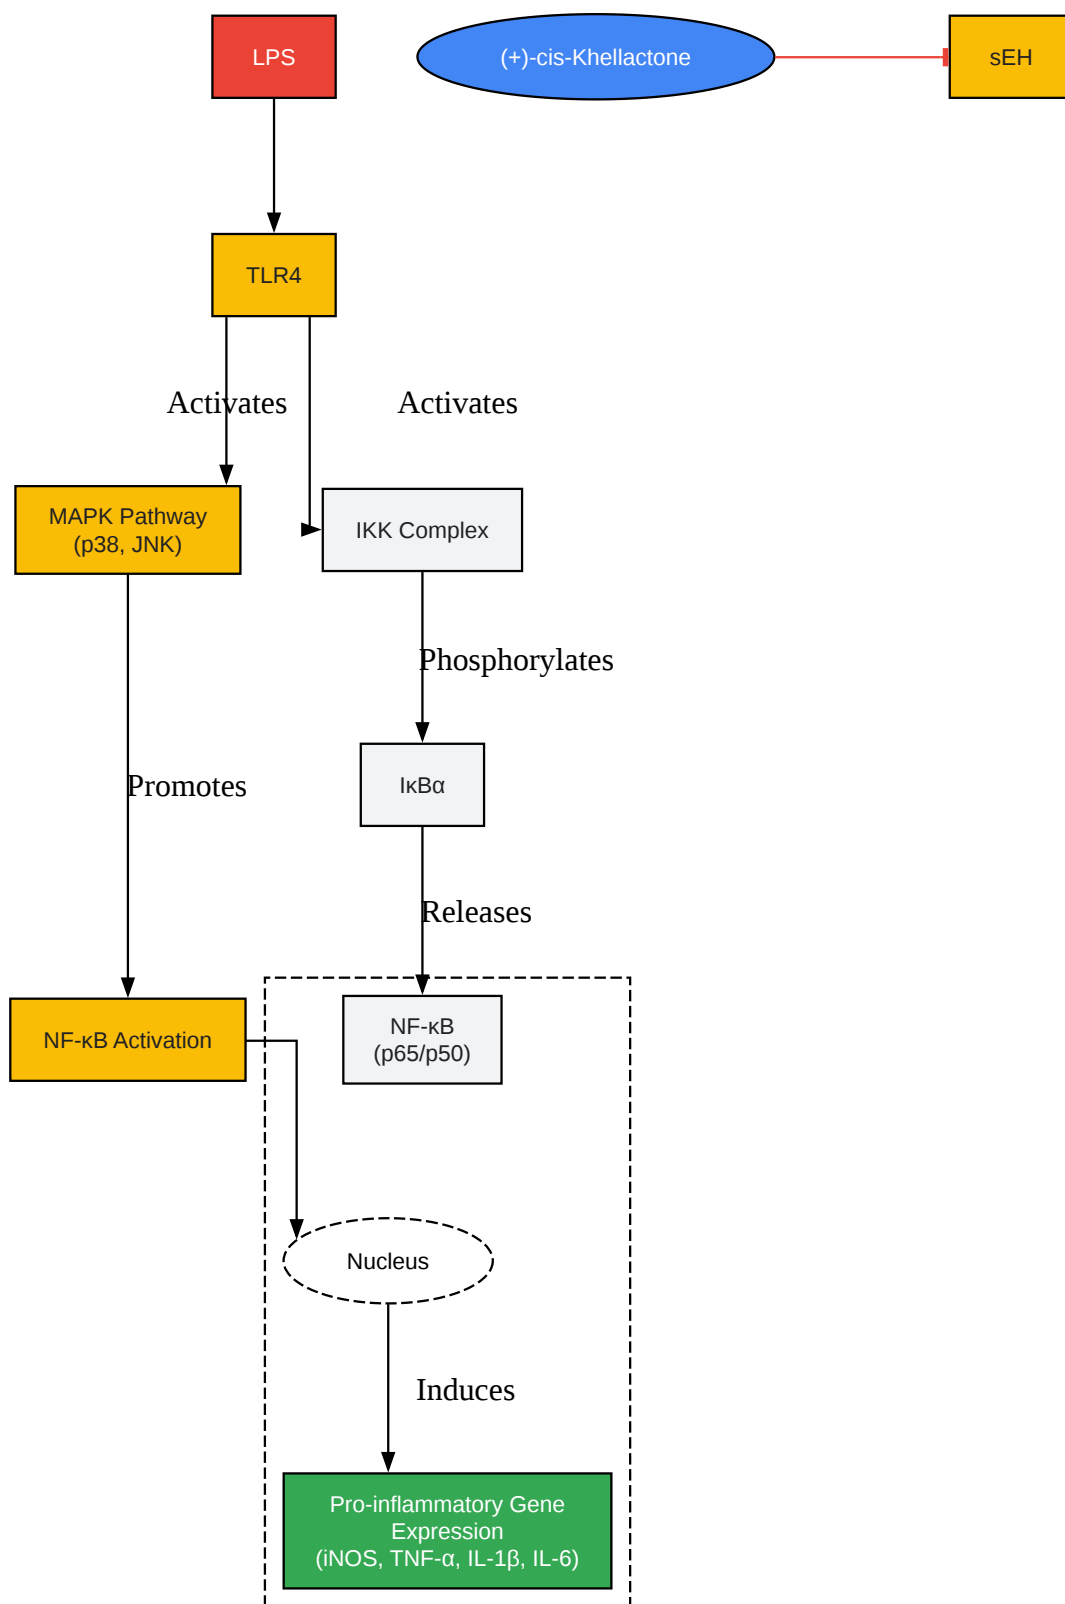 LPS
(+)-cis-Khellactone
sEH
TLR4
Activates
Activates
MAPK Pathway
(p38, JNK)
IKK Complex
Phosphorylates
IκBα
Promotes
Releases
NF-κB Activation
NF-κB
(p65/p50)
Nucleus
Induces
Pro-inflammatory Gene
Expression
(iNOS, TNF-α, IL-1β, IL-6)